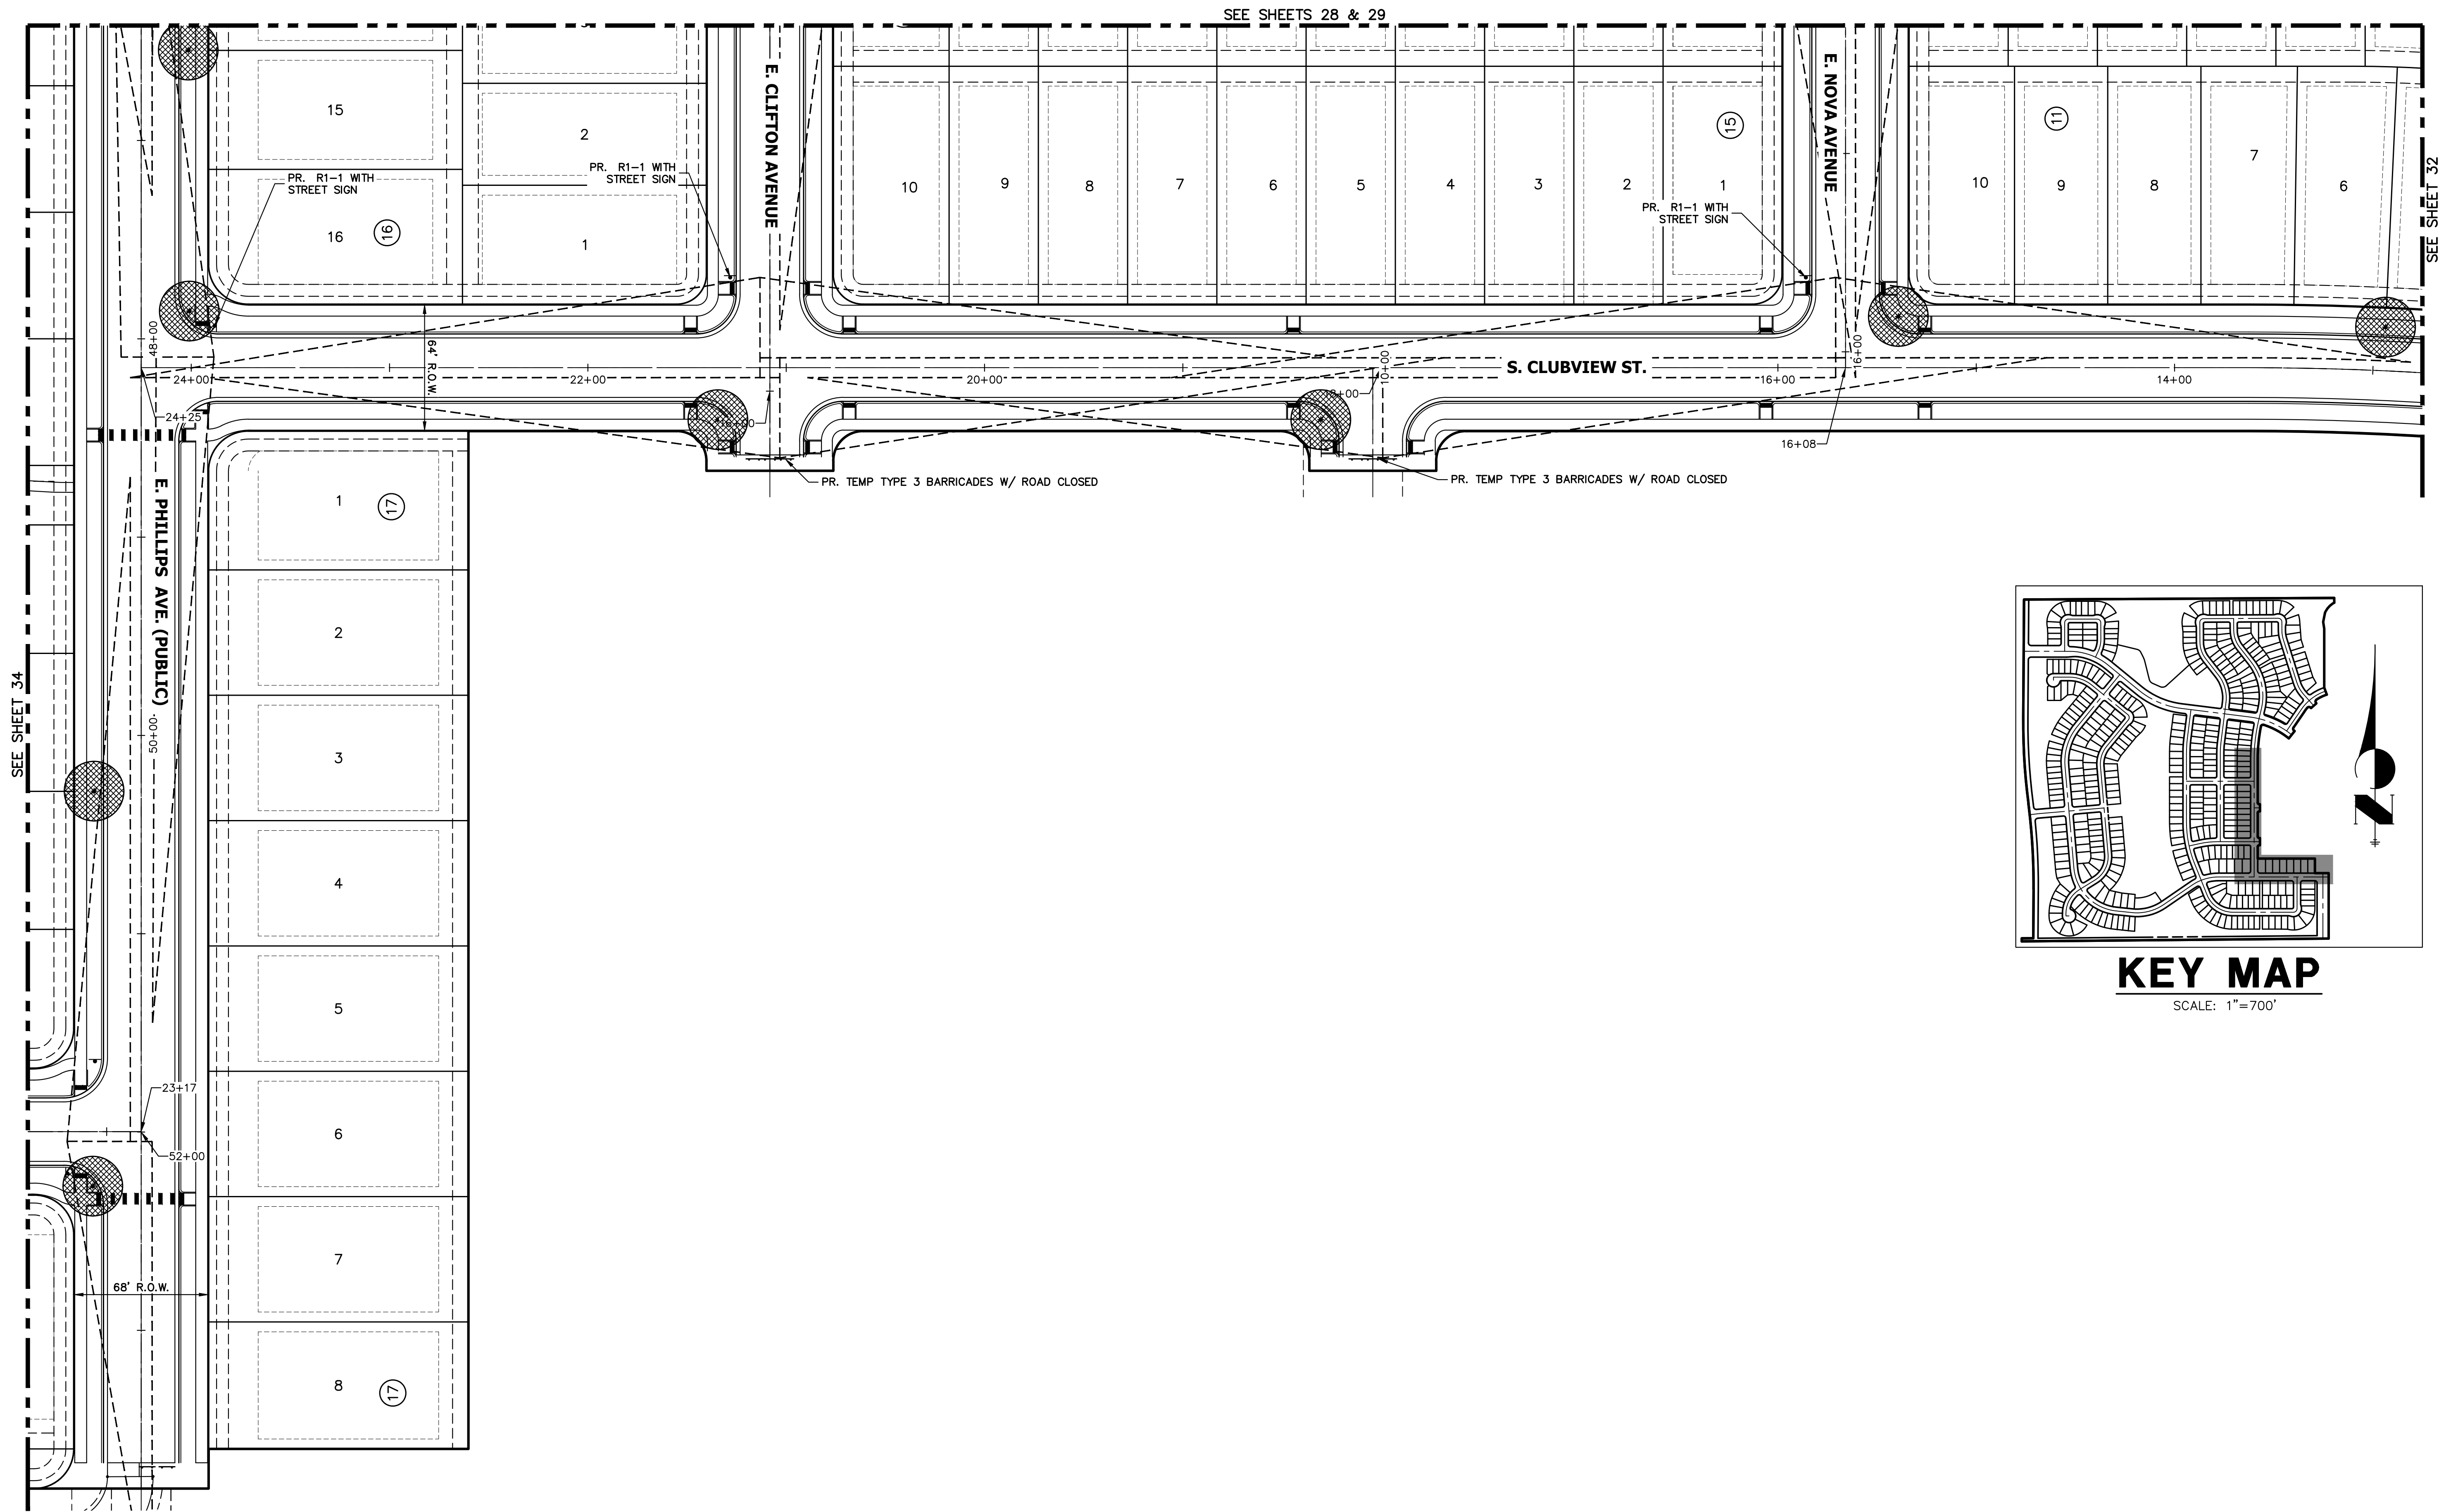 SEE SHEETS 28 & 29
15
2
PR. R1-1 WITH
STREET SIGN
PR. R1-1 WITH
STREET SIGN
16
16
1
E. CLIFTON AVENUE
10
9
8
7
6
5
4
3
2
1
15
PR. R1-1 WITH
STREET SIGN
E. NOVA AVENUE
11
10
9
8
7
6
SEE SHEET 32
48+00
24+00
22+00
64' R.O.W.
20+00
10+00
18+00
S. CLUBVIEW ST.
16+00
16+00
14+00
24+25
16+00
16+08
PR. TEMP TYPE 3 BARRICADES W/ ROAD CLOSED
PR. TEMP TYPE 3 BARRICADES W/ ROAD CLOSED
E. PHILLIPS AVE. (PUBLIC)
50+00
SEE SHEET 34
1
17
2
3
4
5
6
7
8
17
23+17
52+00
68' R.O.W.
N
KEY MAP
SCALE: 1"=700'